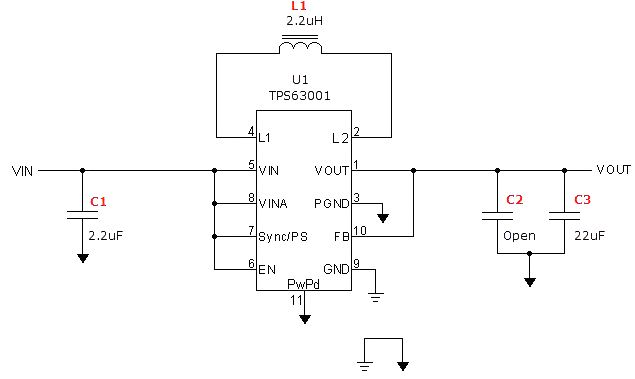 L1
2.2uH
U1
TPS63001
4 L1 L2 2
VIN 5 VIN VOUT 1 VOUT
C1 8 VINA PGND 3 C2 C3
2.2uF 7 Sync/PS FB 10 Open 22uF
6 EN GND 9
PwPd
11